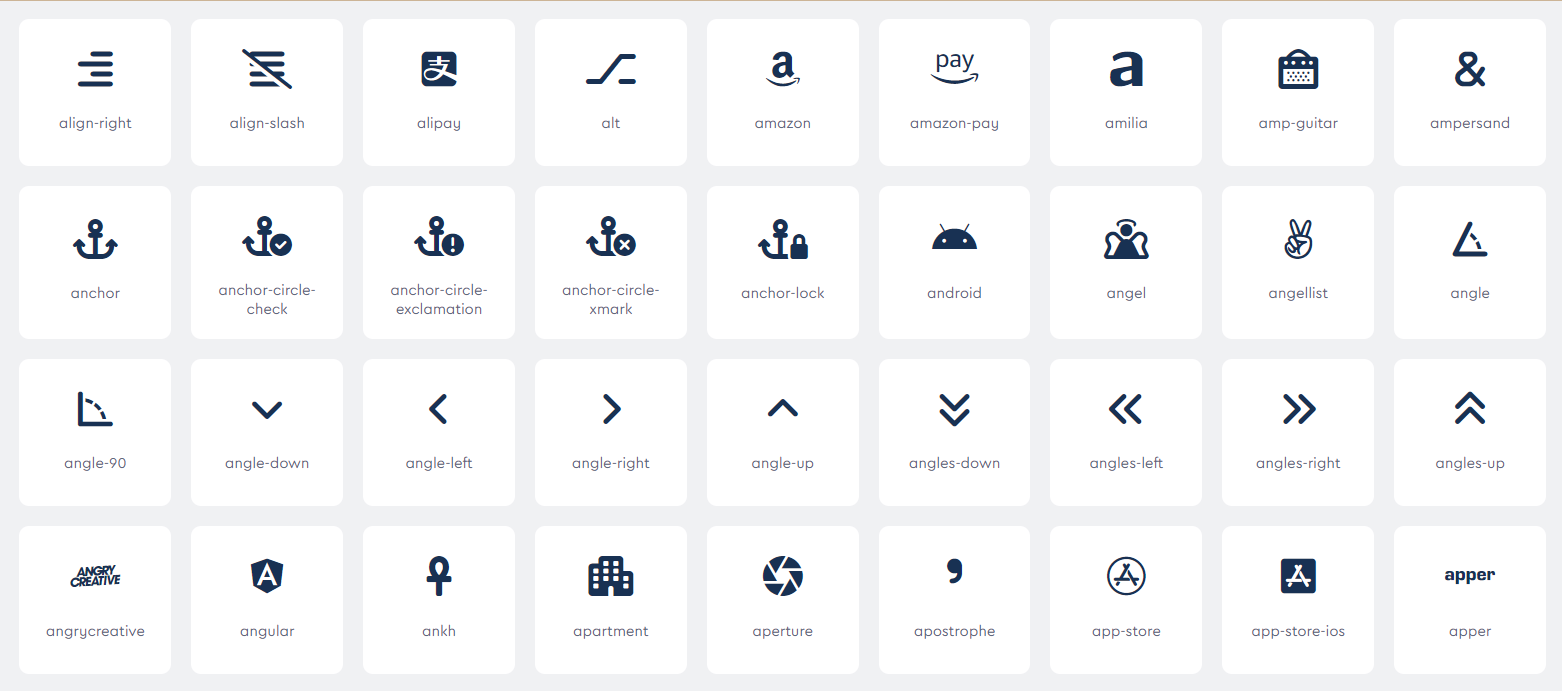 支
a
pay
a
&
align-right
align-slash
alipay
alt
amazon
amazon-pay
amilia
amp-guitar
ampersand
anchor
anchor-circle-
check
anchor-circle-
exclamation
anchor-circle-
xmark
anchor-lock
android
angel
angellist
angle
angle-90
angle-down
angle-left
angle-right
angle-up
angles-down
angles-left
angles-right
angles-up
ANGRY
CREATIVE
A
,
apper
angrycreative
angular
ankh
apartment
aperture
apostrophe
app-store
app-store-ios
apper